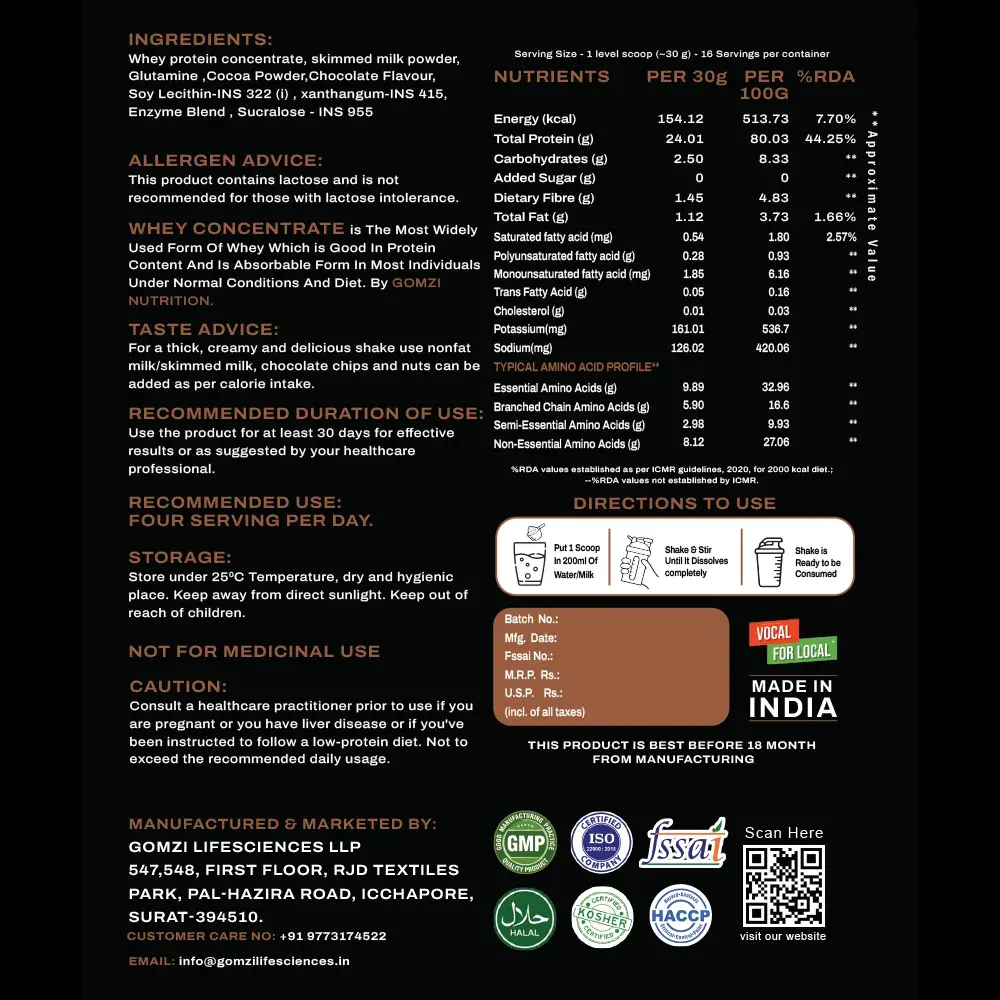 INGREDIENTS:
Whey protein concentrate, skimmed milk powder,
Glutamine ,Cocoa Powder,Chocolate Flavour,
Soy Lecithin-INS 322 (i) , xanthangum-INS 415,
Enzyme Blend , Sucralose - INS 955
ALLERGEN ADVICE:
This product contains lactose and is not
recommended for those with lactose intolerance.
WHEY CONCENTRATE is The Most Widely
Used Form Of Whey Which is Good In Protein
Content And Is Absorbable Form In Most Individuals
Under Normal Conditions And Diet. By GOMZI
NUTRITION.
TASTE ADVICE:
For a thick, creamy and delicious shake use nonfat
milk/skimmed milk, chocolate chips and nuts can be
added as per calorie intake.
RECOMMENDED DURATION OF USE:
Use the product for at least 30 days for effective
results or as suggested by your healthcare
professional.
RECOMMENDED USE:
FOUR SERVING PER DAY.
STORAGE:
Store under 25ºC Temperature, dry and hygienic
place. Keep away from direct sunlight. Keep out of
reach of children.
NOT FOR MEDICINAL USE
CAUTION:
Consult a healthcare practitioner prior to use if you
are pregnant or you have liver disease or if you've
been instructed to follow a low-protein diet. Not to
exceed the recommended daily usage.
MANUFACTURED & MARKETED BY:
GOMZI LIFESCIENCES LLP
547,548, FIRST FLOOR, RJD TEXTILES
PARK, PAL-HAZIRA ROAD, ICCHAPORE,
SURAT-394510.
CUSTOMER CARE NO: +91 9773174522
EMAIL: info@gomzilifesciences.in
Serving Size - 1 level scoop (~30 g) - 16 Servings per container
NUTRIENTS PER 30g PER 100G %RDA
Energy (kcal) 154.12 513.73 7.70%
Total Protein (g) 24.01 80.03 44.25%
Carbohydrates (g) 2.50 8.33 **
Added Sugar (g) 0 0 **
Dietary Fibre (g) 1.45 4.83 **
Total Fat (g) 1.12 3.73 1.66%
Saturated fatty acid (mg) 0.54 1.80 2.57%
Polyunsaturated fatty acid (g) 0.28 0.93 **
Monounsaturated fatty acid (mg) 1.85 6.16 **
Trans Fatty Acid (g) 0.05 0.16 **
Cholesterol (g) 0.01 0.03 **
Potassium(mg) 161.01 536.7 **
Sodium(mg) 126.02 420.06 **
TYPICAL AMINO ACID PROFILE**
Essential Amino Acids (g) 9.89 32.96 **
Branched Chain Amino Acids (g) 5.90 16.6 **
Semi-Essential Amino Acids (g) 2.98 9.93 **
Non-Essential Amino Acids (g) 8.12 27.06 **
**Approximate Value
%RDA values established as per ICMR guidelines, 2020, for 2000 kcal diet.;
--%RDA values not established by ICMR.
DIRECTIONS TO USE
Put 1 Scoop
In 200ml Of
Water/Milk
Shake & Stir
Until It Dissolves
completely
Shake is
Ready to be
Consumed
Batch No.:
Mfg. Date:
Fssai No.:
M.R.P. Rs.:
U.S.P. Rs.:
(incl. of all taxes)
VOCAL
FOR LOCAL
MADE IN
INDIA
THIS PRODUCT IS BEST BEFORE 18 MONTH
FROM MANUFACTURING
GOOD MANUFACTURING PRACTICE
GMP
QUALITY PRODUCT
CERTIFIED
ISO
22000 : 2018
COMPANY
fssai
حلال
HALAL
CERTIFIED
KOSHER
CERTIFIED
Hazard-Analysis
HACCP
Critical-Control-Point
Scan Here
visit our website